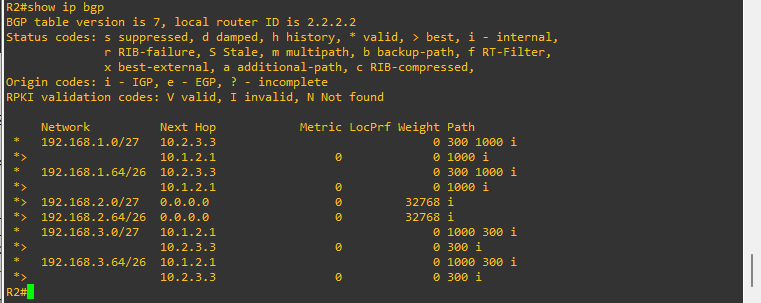 R2#show ip bgp
BGP table version is 7, local router ID is 2.2.2.2
Status codes: s suppressed, d damped, h history, * valid, > best, i - internal,
              r RIB-failure, S Stale, m multipath, b backup-path, f RT-Filter,
              x best-external, a additional-path, c RIB-compressed,
Origin codes: i - IGP, e - EGP, ? - incomplete
RPKI validation codes: V valid, I invalid, N Not found

     Network          Next Hop            Metric LocPrf Weight Path
 *   192.168.1.0/27   10.2.3.3                               0 300 1000 i
 *>                   10.1.2.1                 0             0 1000 i
 *   192.168.1.64/26  10.2.3.3                               0 300 1000 i
 *>                   10.1.2.1                 0             0 1000 i
 *>  192.168.2.0/27   0.0.0.0                  0         32768 i
 *>  192.168.2.64/26  0.0.0.0                  0         32768 i
 *   192.168.3.0/27   10.1.2.1                               0 1000 300 i
 *>                   10.2.3.3                 0             0 300 i
 *   192.168.3.64/26  10.1.2.1                               0 1000 300 i
 *>                   10.2.3.3                 0             0 300 i
R2#